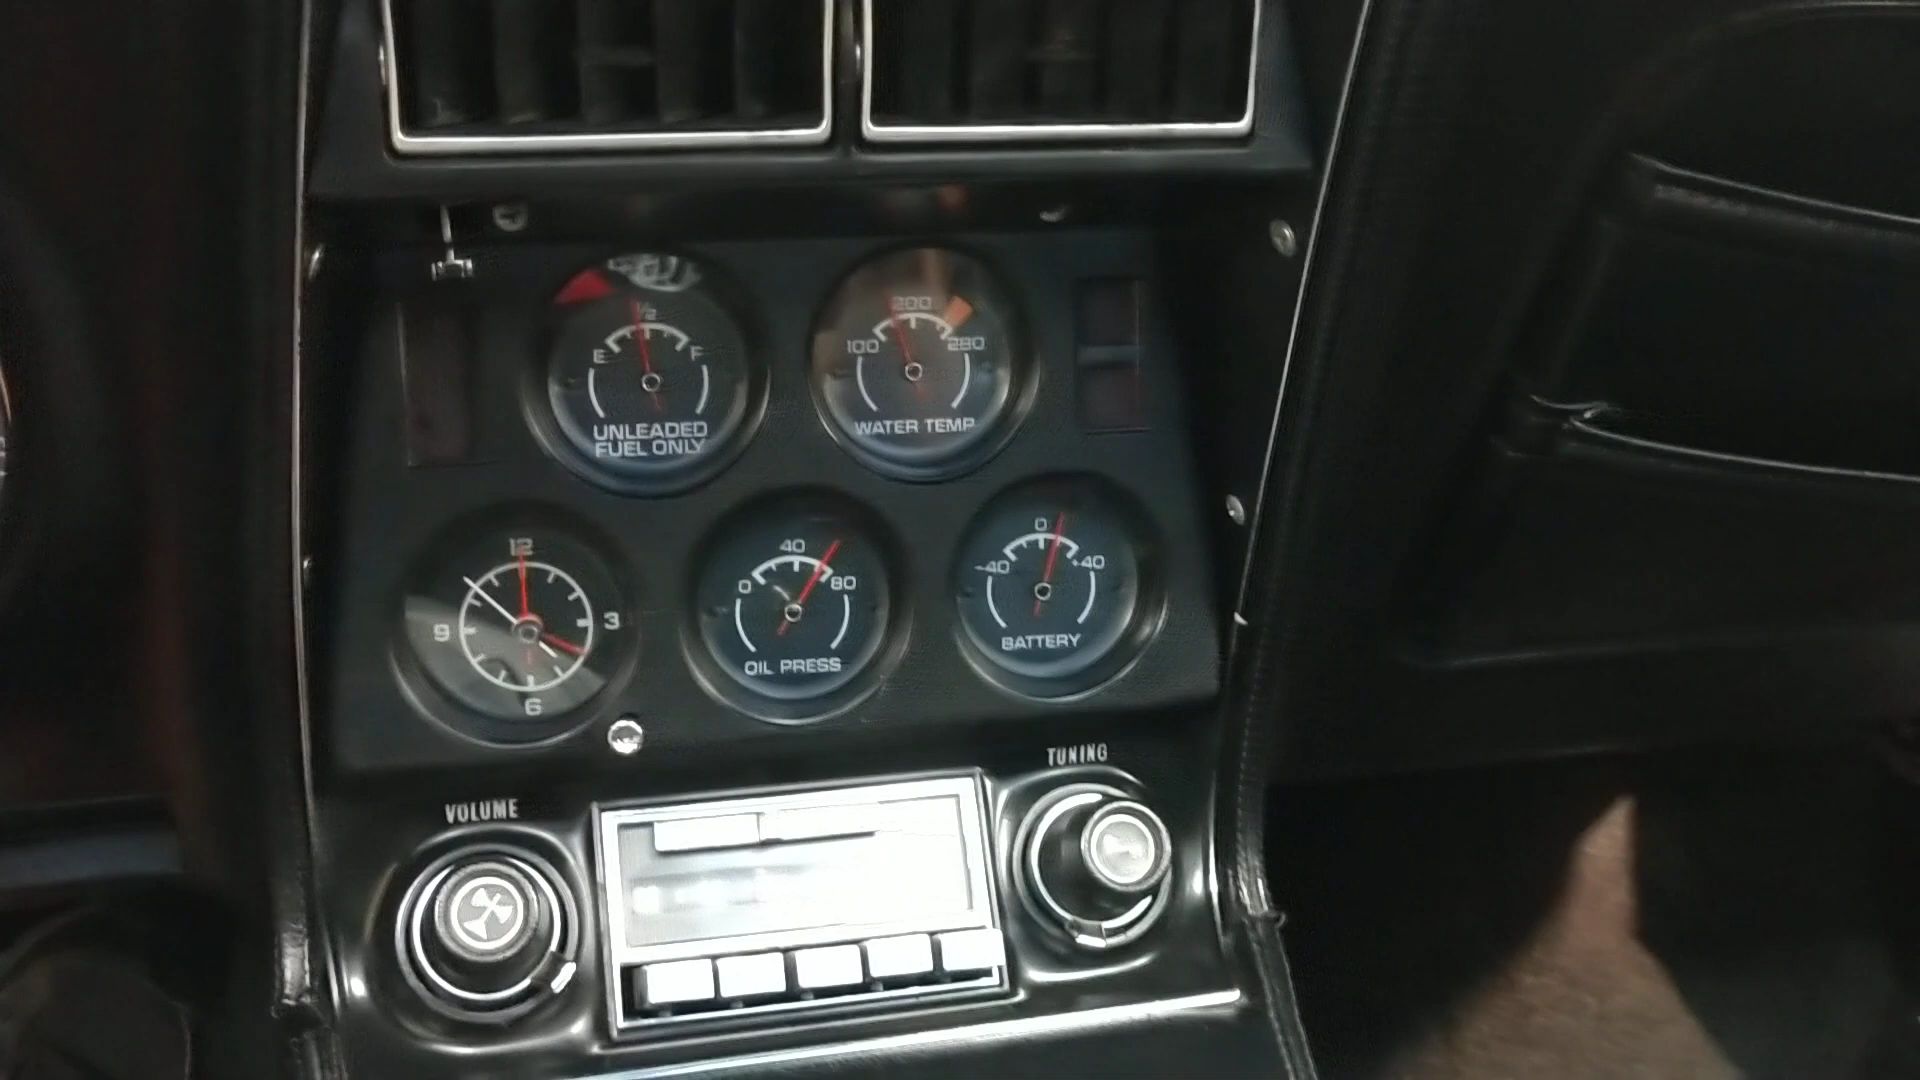 ½
E F
UNLEADED
FUEL ONLY
200
100 280
WATER TEMP
12
9 3
6
40
0 80
OIL PRESS
0
-40 +40
BATTERY
VOLUME
TUNING